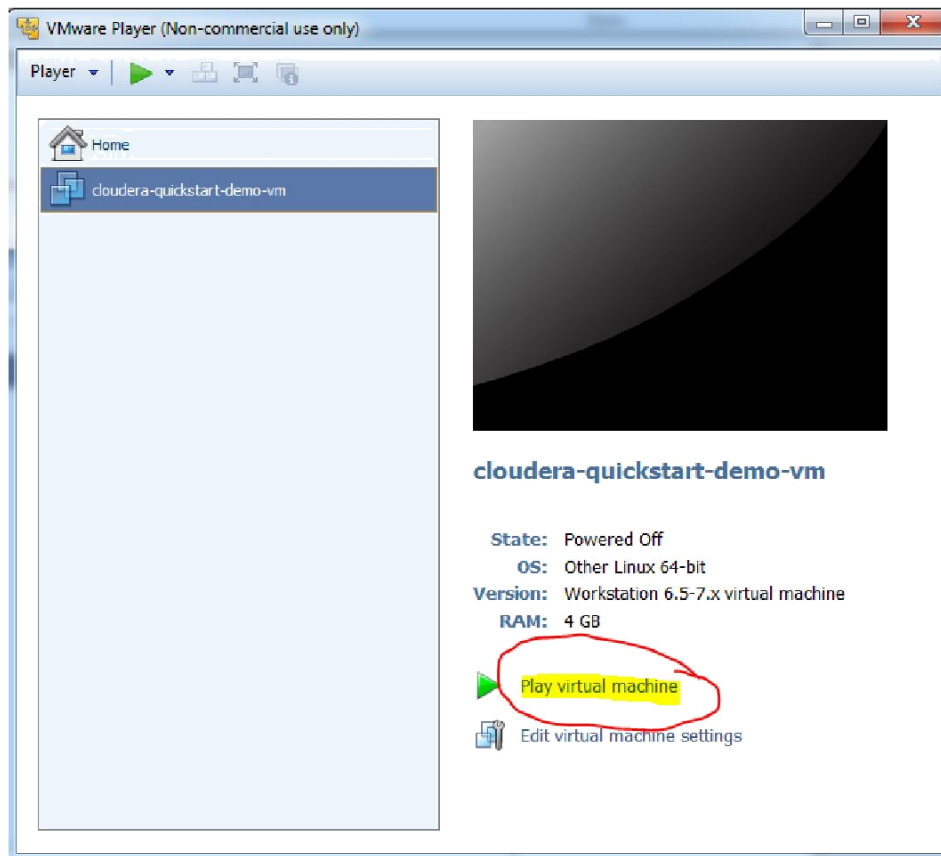 VMware Player (Non-commercial use only)
Player
Home
cloudera-quickstart-demo-vm
cloudera-quickstart-demo-vm
State: Powered Off
OS: Other Linux 64-bit
Version: Workstation 6.5-7.x virtual machine
RAM: 4 GB
Play virtual machine
Edit virtual machine settings